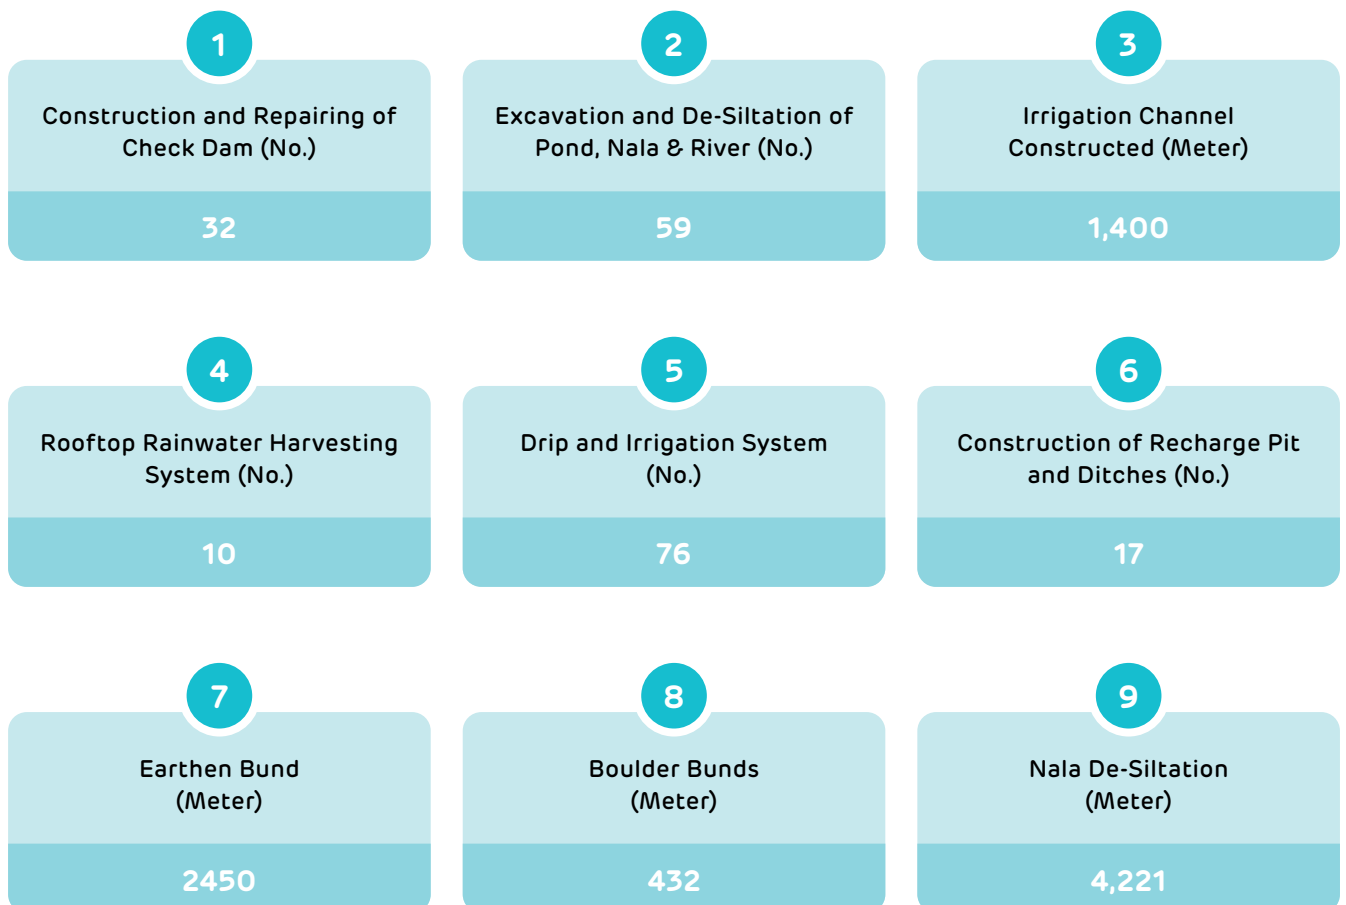 1
Construction and Repairing of
Check Dam (No.)
32
2
Excavation and De-Siltation of
Pond, Nala & River (No.)
59
3
Irrigation Channel
Constructed (Meter)
1,400
4
Rooftop Rainwater Harvesting
System (No.)
10
5
Drip and Irrigation System
(No.)
76
6
Construction of Recharge Pit
and Ditches (No.)
17
7
Earthen Bund
(Meter)
2450
8
Boulder Bunds
(Meter)
432
9
Nala De-Siltation
(Meter)
4,221